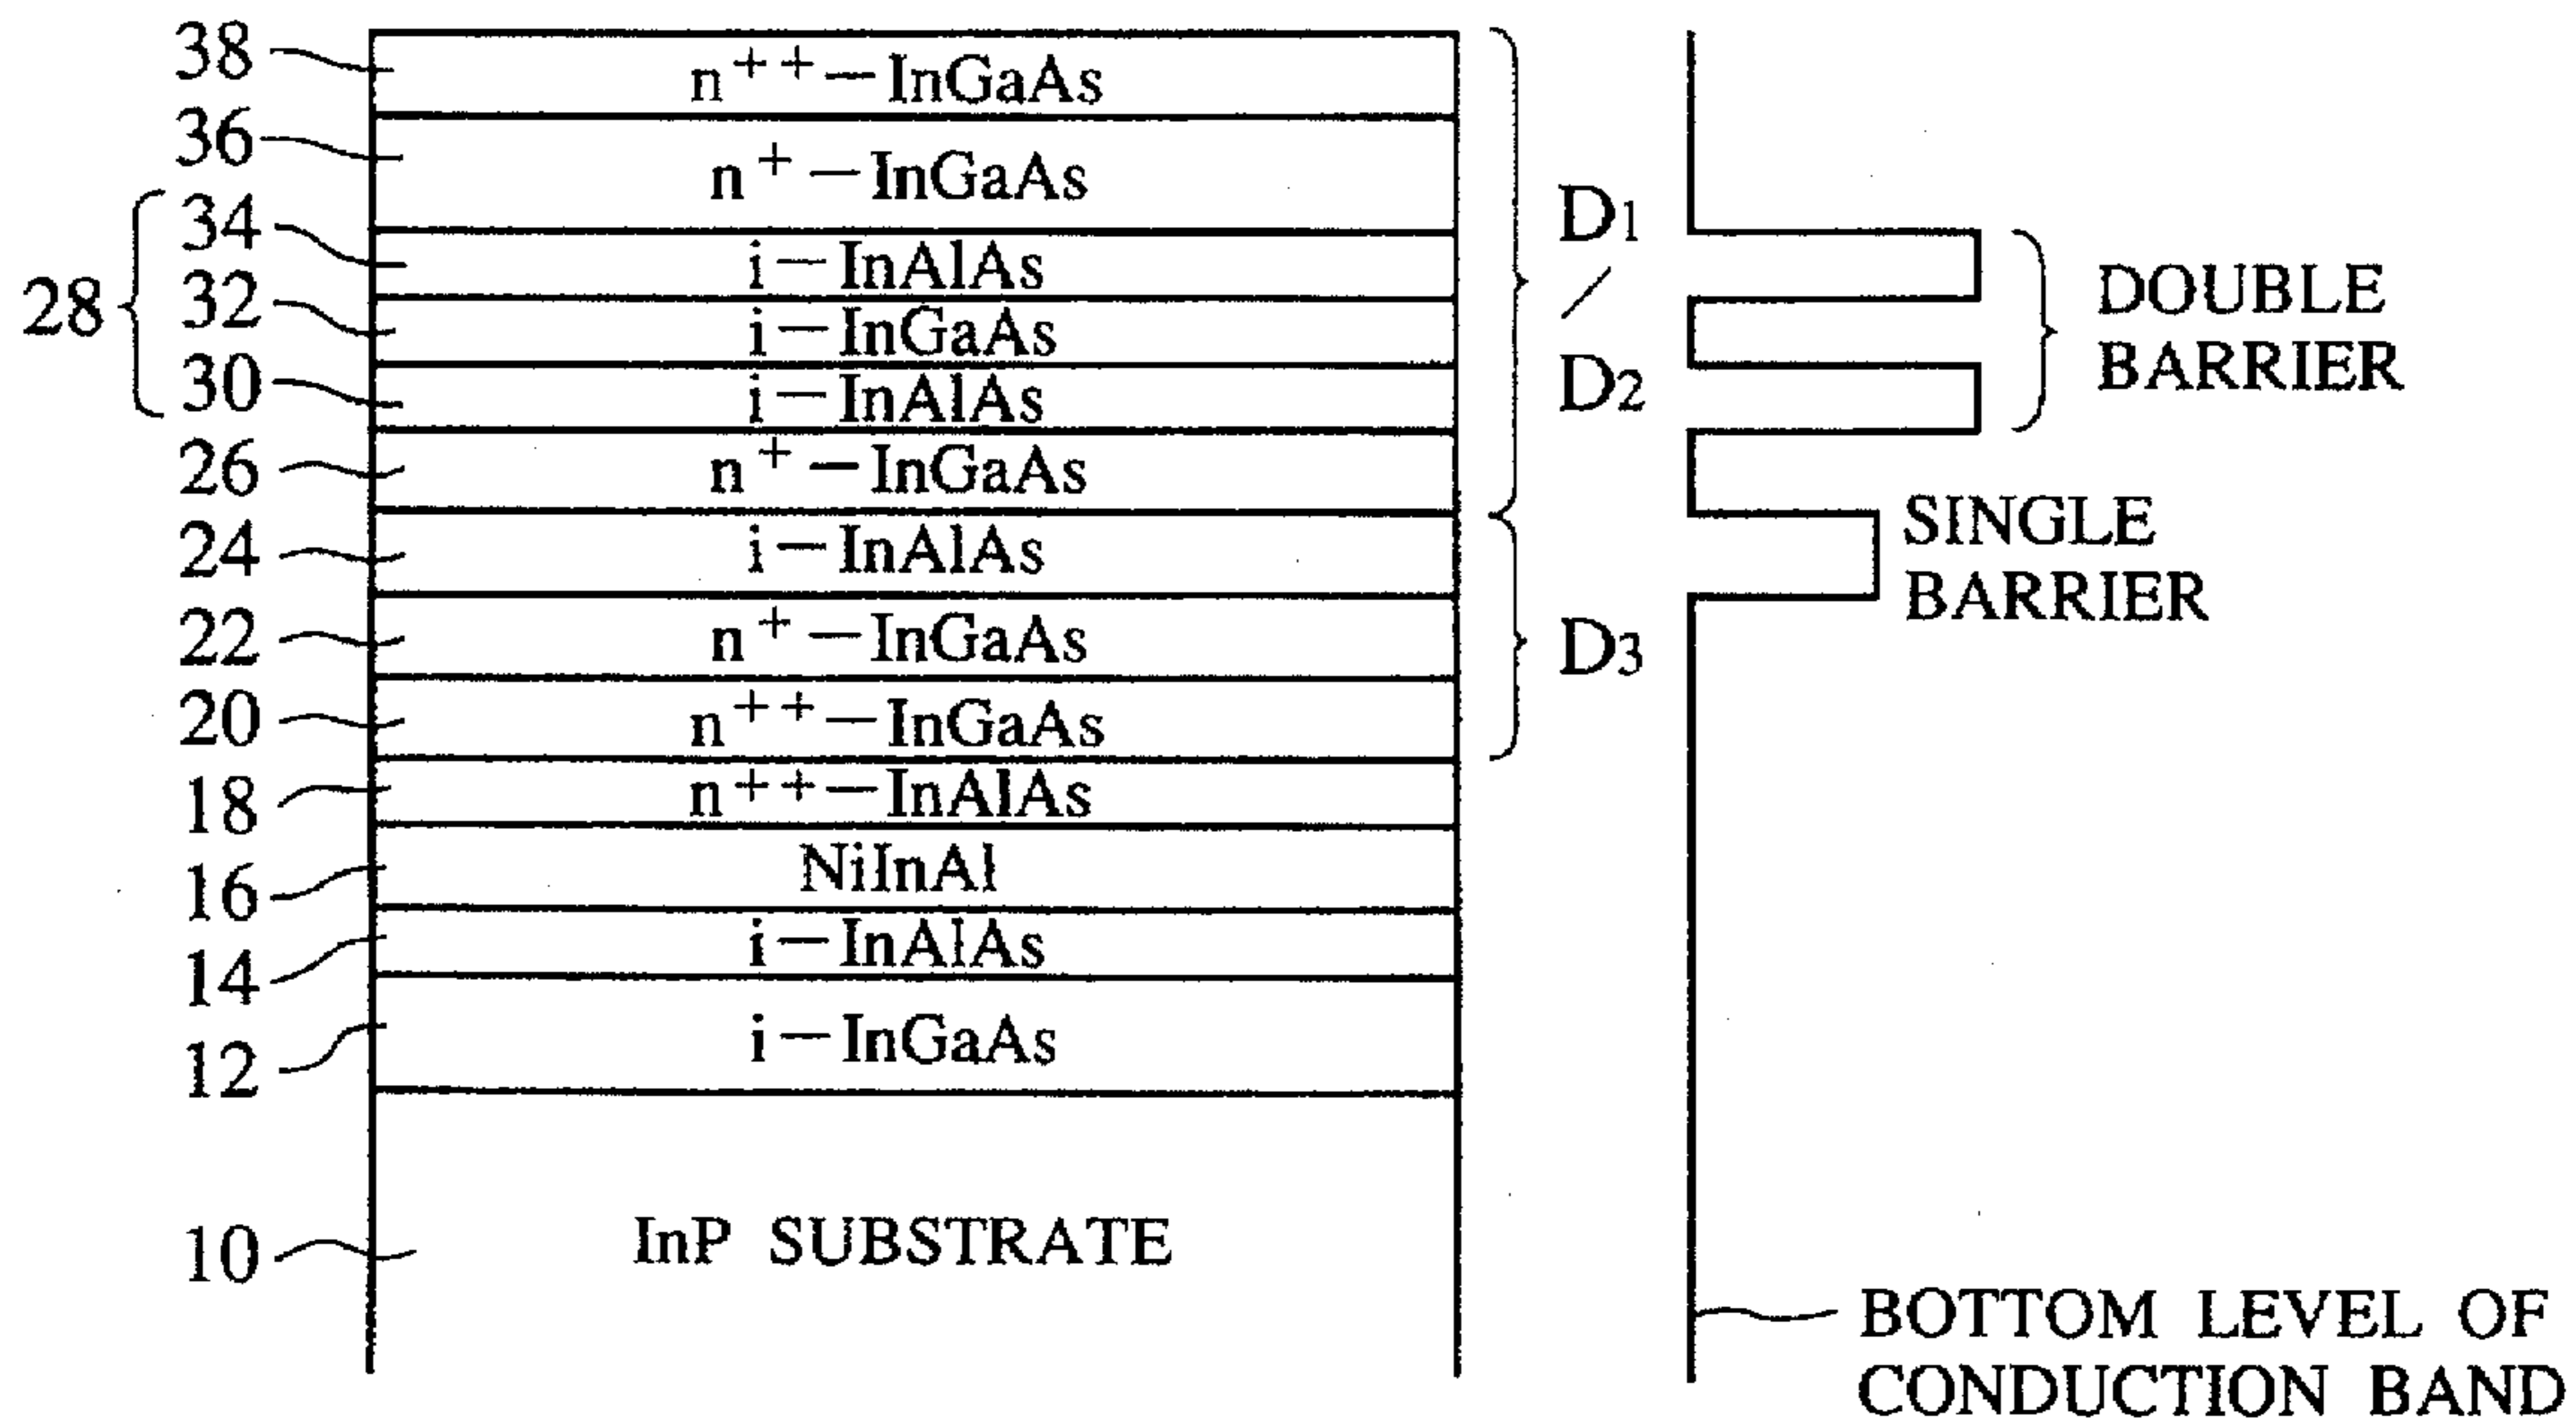 38 n++−InGaAs
36 n+−InGaAs
34 i−InAlAs
28 32 i−InGaAs
30 i−InAlAs
26 n+−InGaAs
24 i−InAlAs
22 n+−InGaAs
20 n++−InGaAs
18 n++−InAlAs
16 NiInAl
14 i−InAlAs
12 i−InGaAs
10 InP SUBSTRATE
D1
/
D2
D3
DOUBLE
BARRIER
SINGLE
BARRIER
BOTTOM LEVEL OF
CONDUCTION BAND